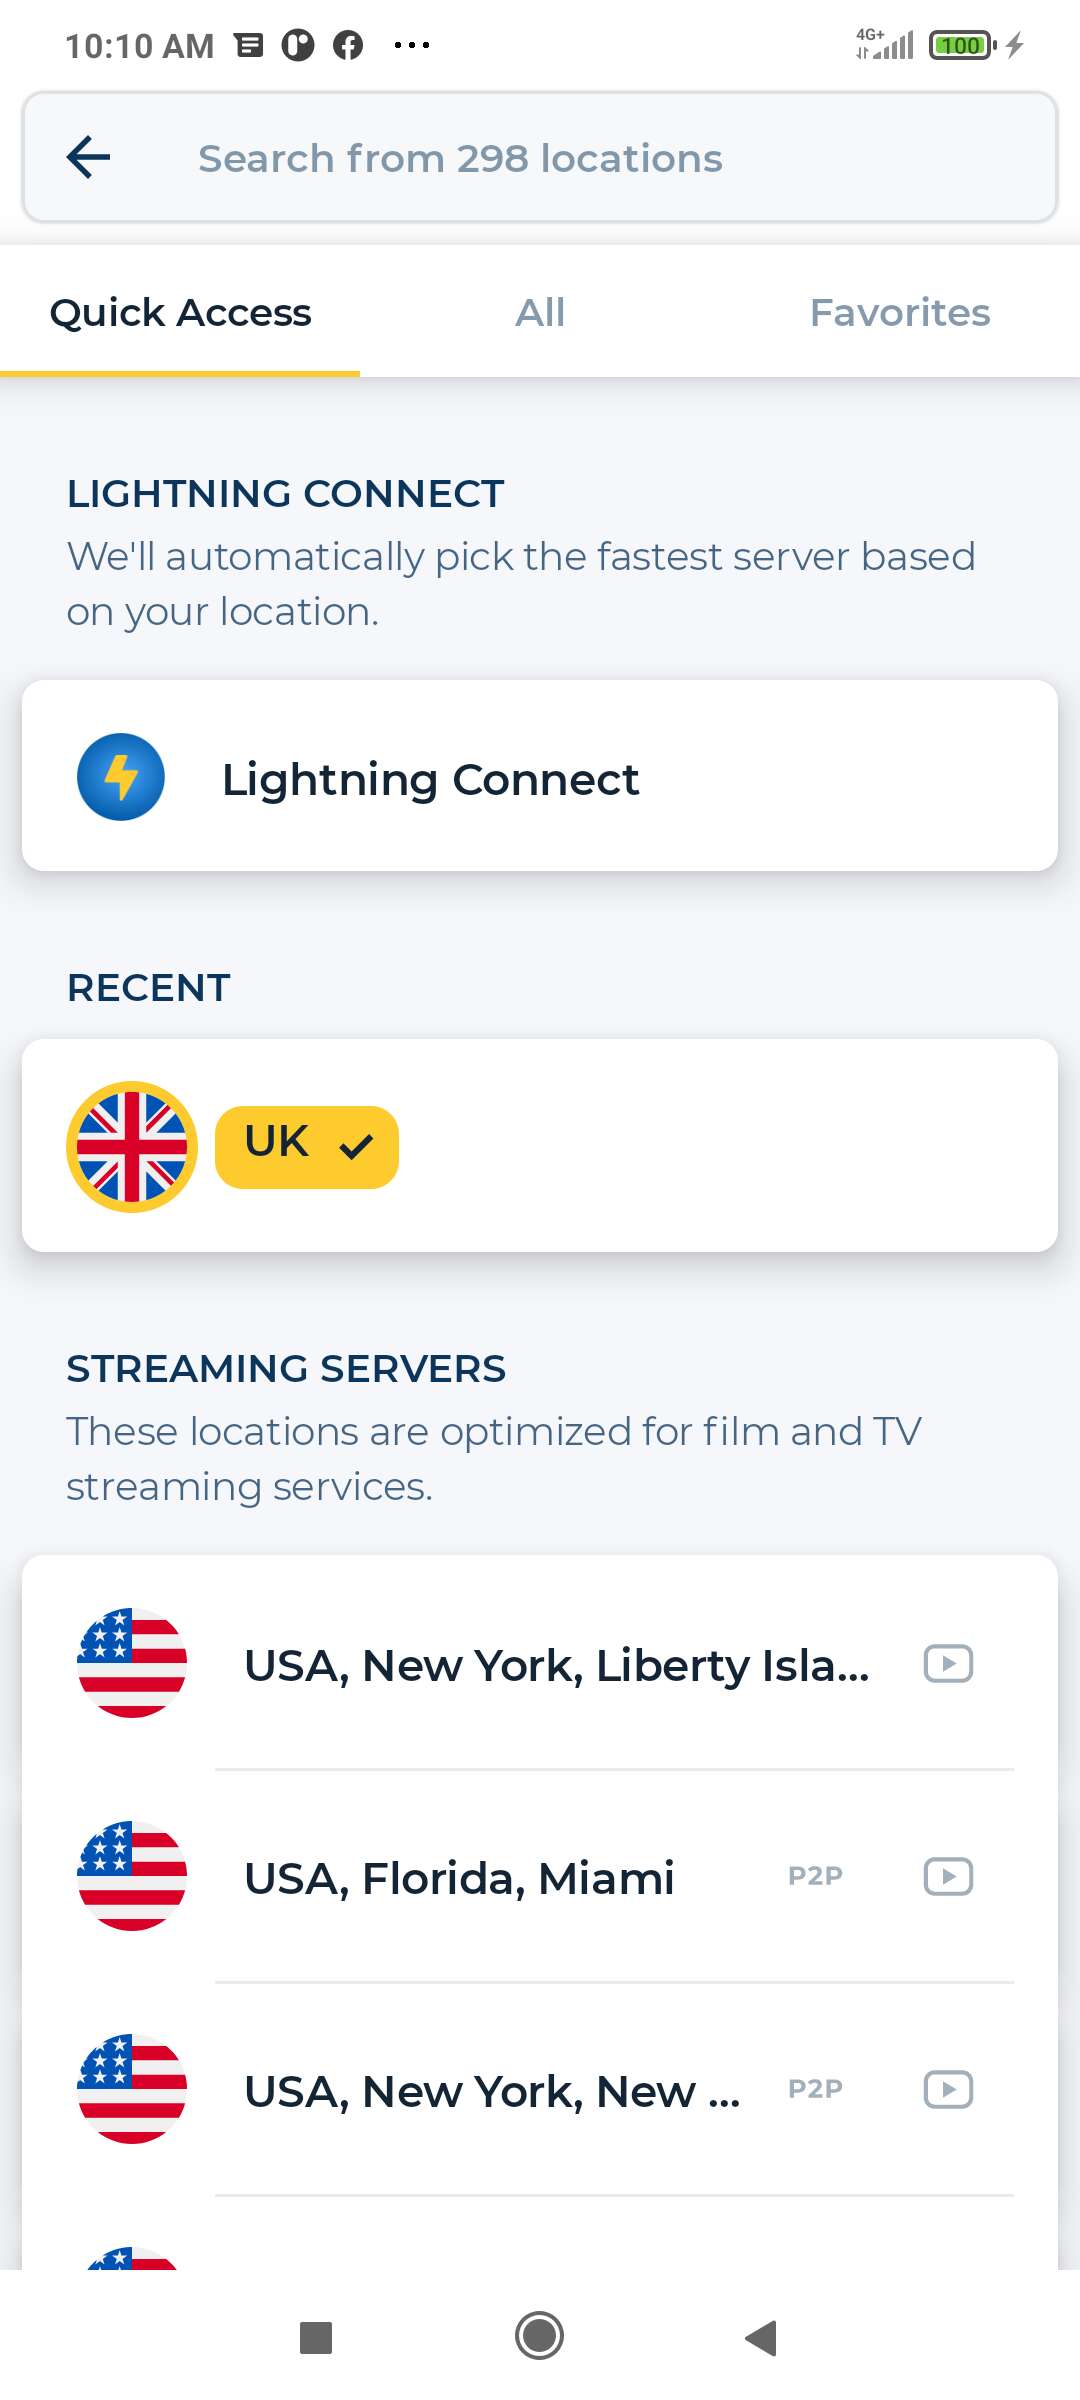 10:10 AM
4G+
100
Search from 298 locations
Quick Access
All
Favorites
LIGHTNING CONNECT
We'll automatically pick the fastest server based
on your location.
Lightning Connect
RECENT
UK
STREAMING SERVERS
These locations are optimized for film and TV
streaming services.
USA, New York, Liberty Isla...
USA, Florida, Miami
P2P
USA, New York, New ...
P2P